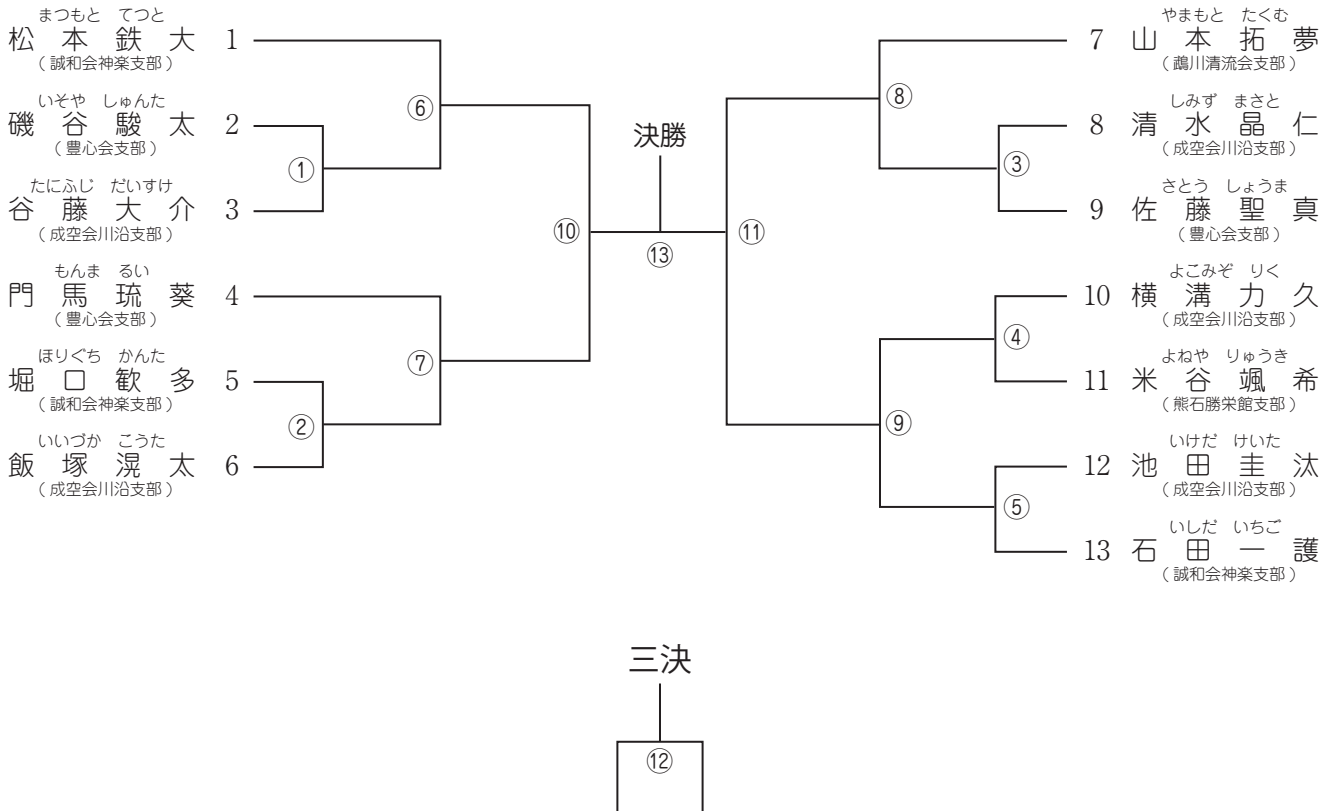 まつもと てつと
松本鉄大 1
（誠和会神楽支部）
いそや しゅんた
磯谷駿太 2
（豊心会支部）
たにふじ だいすけ
谷藤大介 3
（成空会川沿支部）
もんま るい
門馬琉葵 4
（豊心会支部）
ほりぐち かんた
堀口歓多 5
（誠和会神楽支部）
いいづか こうた
飯塚滉太 6
（成空会川沿支部）
①
②
⑥
⑦
⑩
決勝
⑬
⑪
⑧
⑨
③
④
⑤
やまもと たくむ
7 山本拓夢
（鵡川清流会支部）
しみず まさと
8 清水晶仁
（成空会川沿支部）
さとう しょうま
9 佐藤聖真
（豊心会支部）
よこみぞ りく
10 横溝力久
（成空会川沿支部）
よねや りゅうき
11 米谷颯希
（熊石勝栄館支部）
いけだ けいた
12 池田圭汰
（成空会川沿支部）
いしだ いちご
13 石田一護
（誠和会神楽支部）
三決
⑫